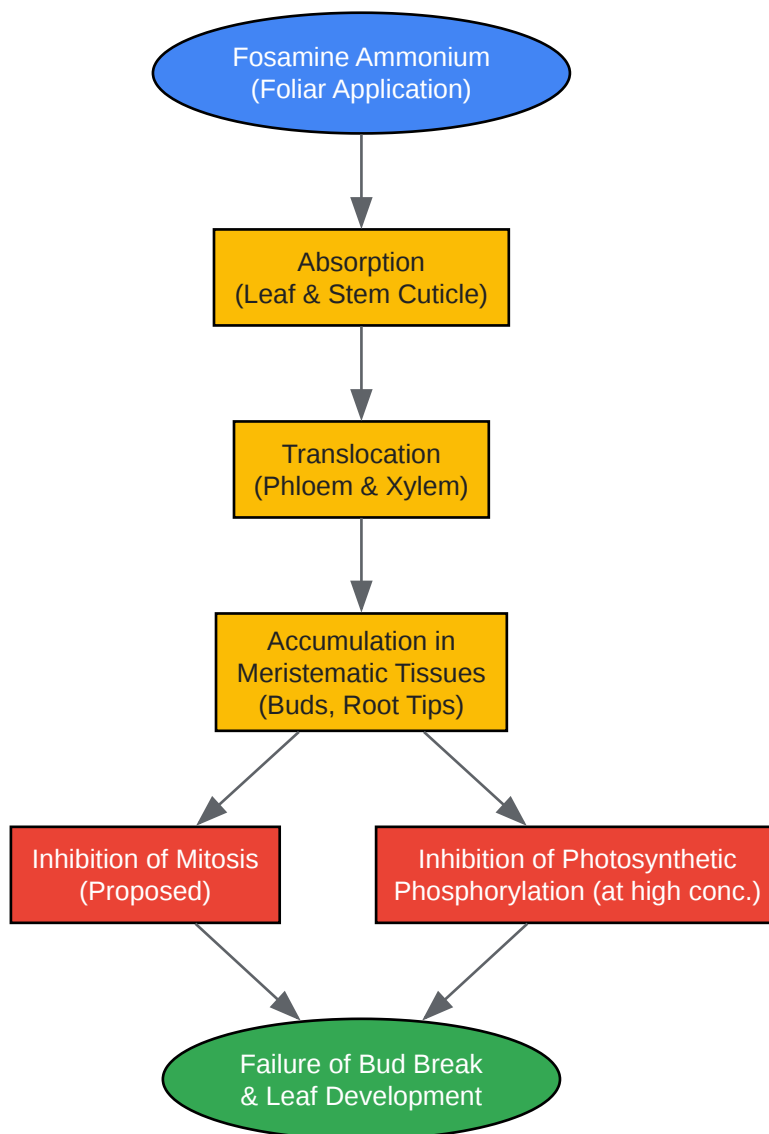 Fosamine Ammonium
(Foliar Application)
Absorption
(Leaf & Stem Cuticle)
Translocation
(Phloem & Xylem)
Accumulation in
Meristematic Tissues
(Buds, Root Tips)
Inhibition of Mitosis
(Proposed)
Inhibition of Photosynthetic
Phosphorylation (at high conc.)
Failure of Bud Break
& Leaf Development